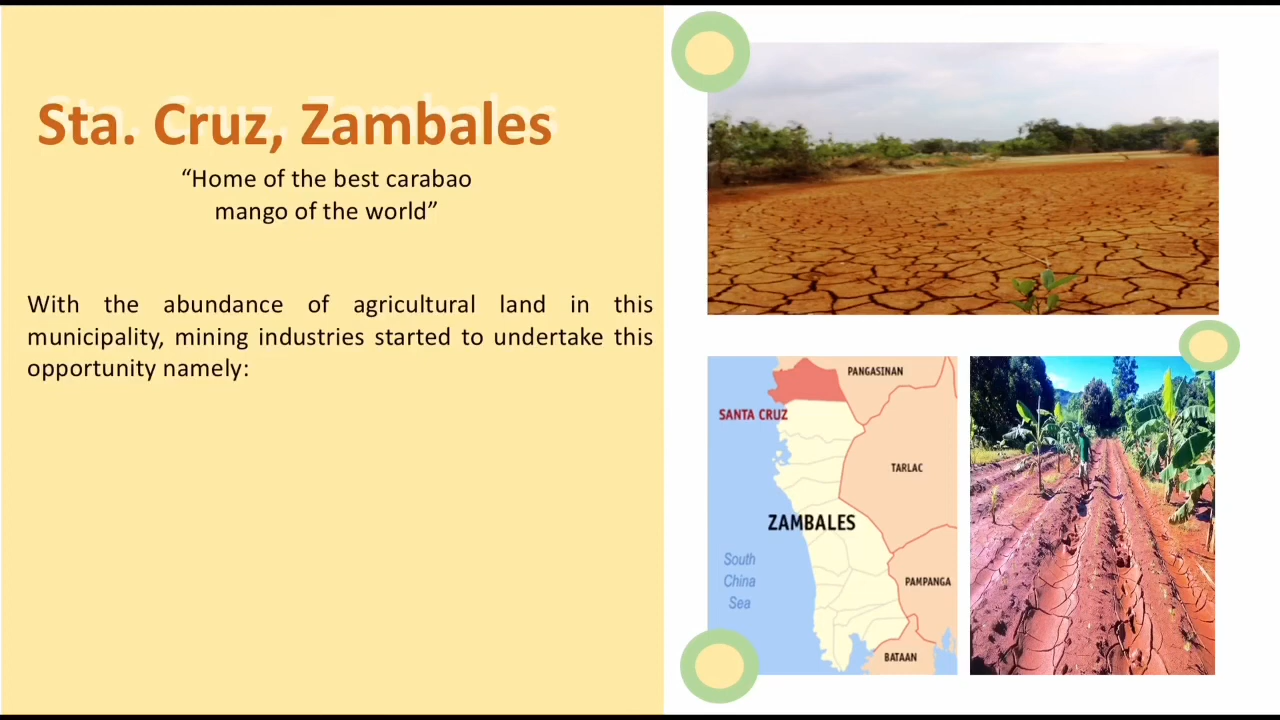 Sta. Cruz, Zambales
“Home of the best carabao
mango of the world”
With the abundance of agricultural land in this
municipality, mining industries started to undertake this
opportunity namely:
PANGASINAN
SANTA CRUZ
TARLAC
ZAMBALES
South
China
Sea
PAMPANGA
BATAAN